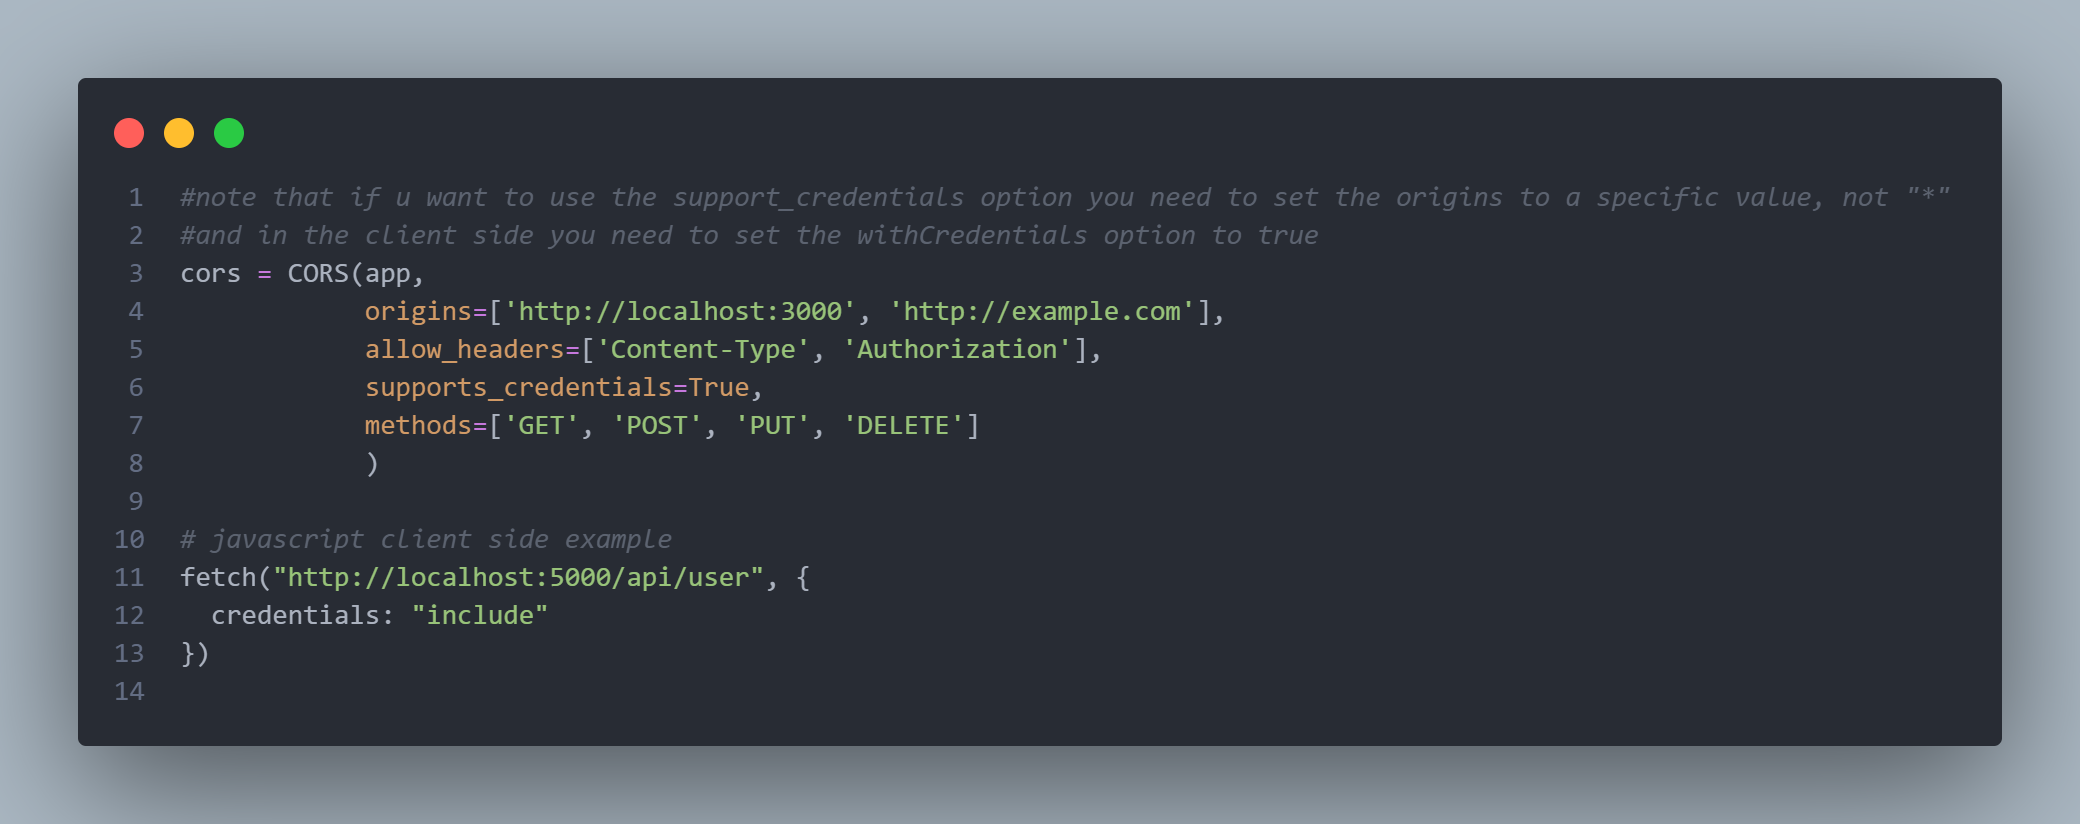 1 #note that if u want to use the support_credentials option you need to set the origins to a specific value, not "*"
2 #and in the client side you need to set the withCredentials option to true
3 cors = CORS(app,
4             origins=['http://localhost:3000', 'http://example.com'],
5             allow_headers=['Content-Type', 'Authorization'],
6             supports_credentials=True,
7             methods=['GET', 'POST', 'PUT', 'DELETE']
8             )
9
10 # javascript client side example
11 fetch("http://localhost:5000/api/user", {
12   credentials: "include"
13 })
14